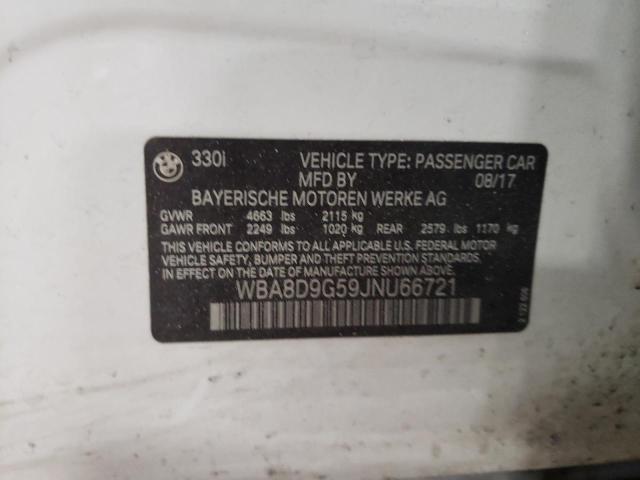 330I VEHICLE TYPE: PASSENGER CAR
MFD BY 08/17
BAYERISCHE MOTOREN WERKE AG
GVWR 4663 lbs 2115 kg
GAWR FRONT 2249 lbs 1020 kg REAR 2579 lbs 1170 kg
THIS VEHICLE CONFORMS TO ALL APPLICABLE U.S. FEDERAL MOTOR
VEHICLE SAFETY, BUMPER AND THEFT PREVENTION STANDARDS
IN EFFECT ON THE DATE OF MANUFACTURE SHOWN ABOVE.
WBA8D9G59JNU66721